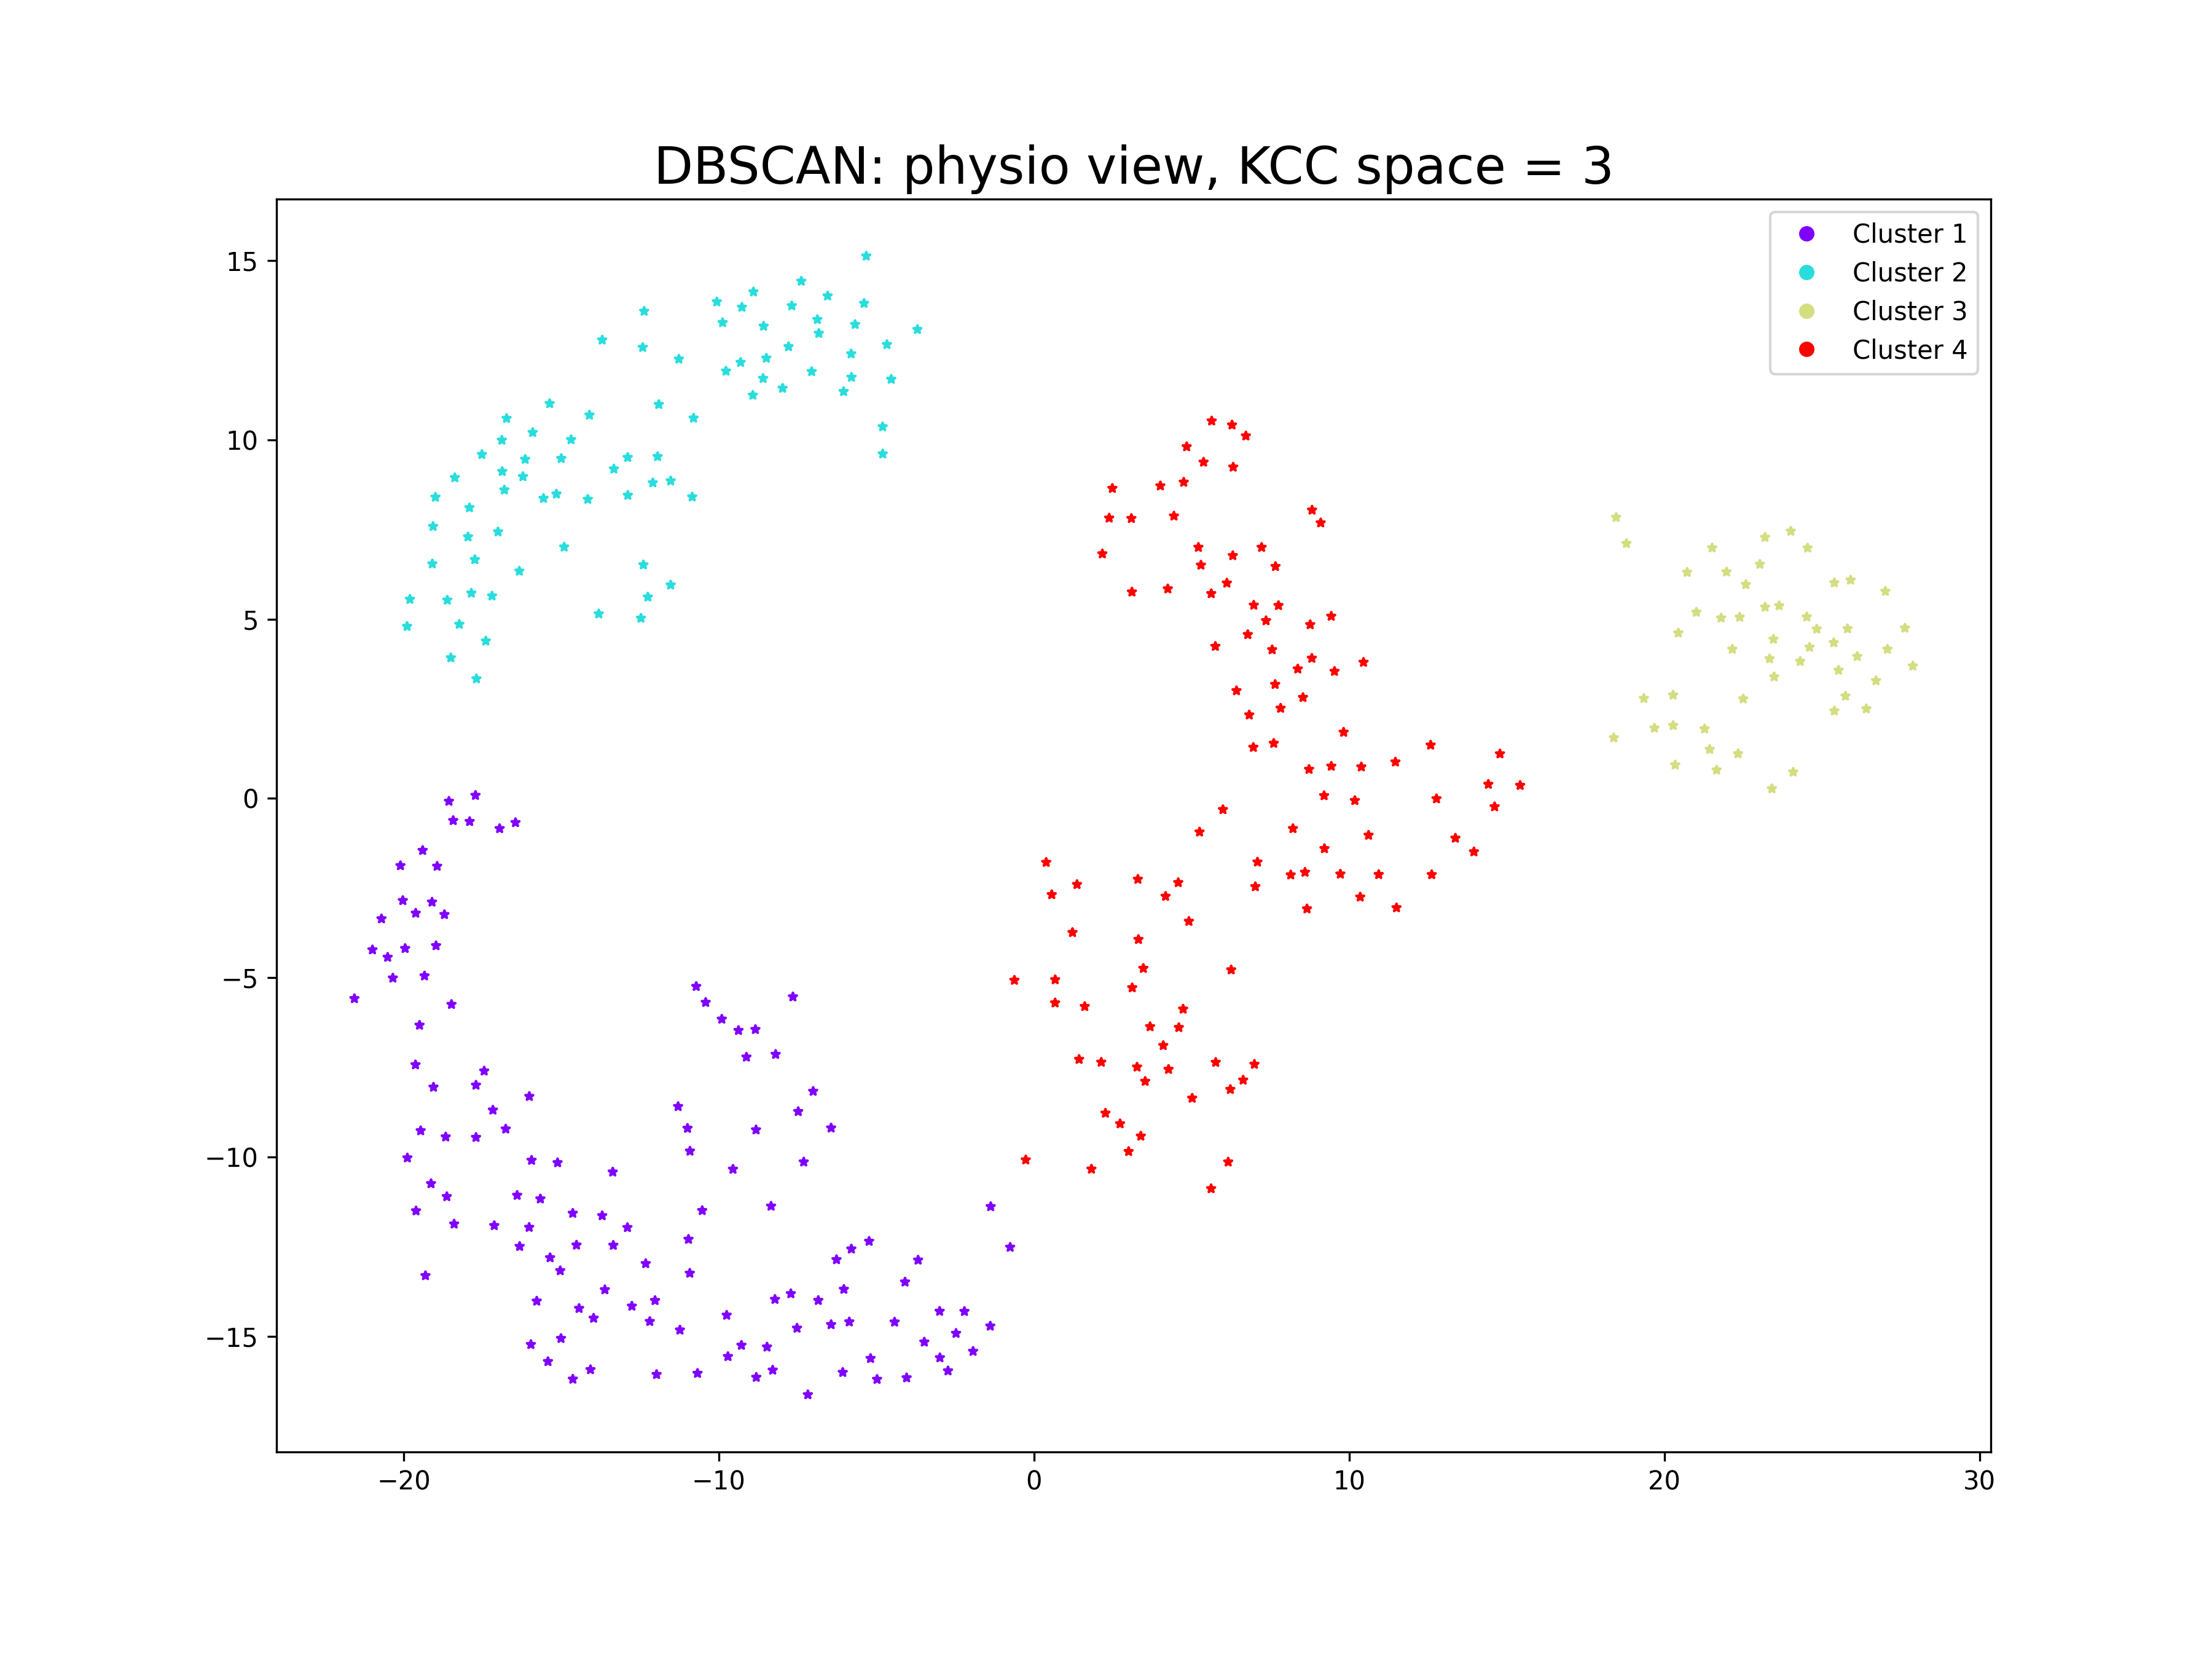 DBSCAN: physio view, KCC space = 3
Cluster 1
Cluster 2
Cluster 3
Cluster 4
15
10
5
0
−5
−10
−15
−20
−10
0
10
20
30